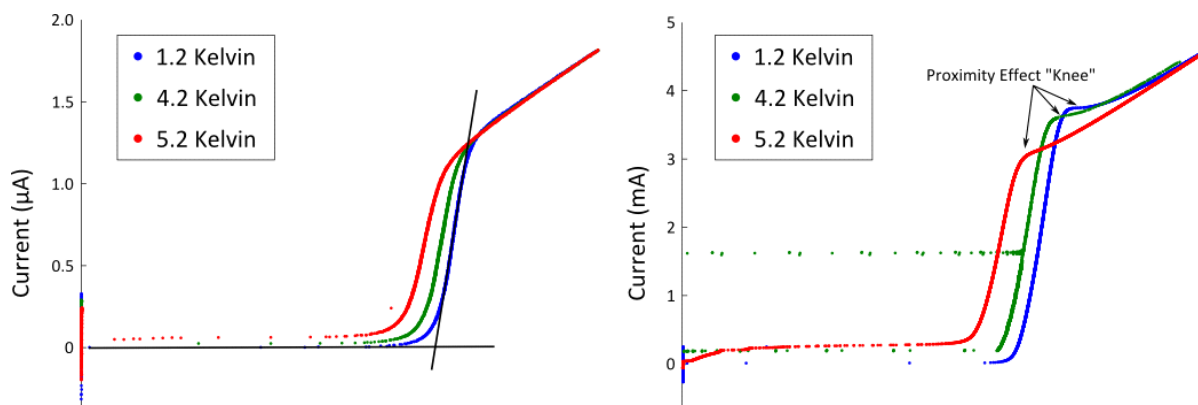 2.0
1.5
1.0
0.5
0
Current (µA)
1.2 Kelvin
4.2 Kelvin
5.2 Kelvin
5
4
3
2
1
0
Current (mA)
1.2 Kelvin
4.2 Kelvin
5.2 Kelvin
Proximity Effect "Knee"